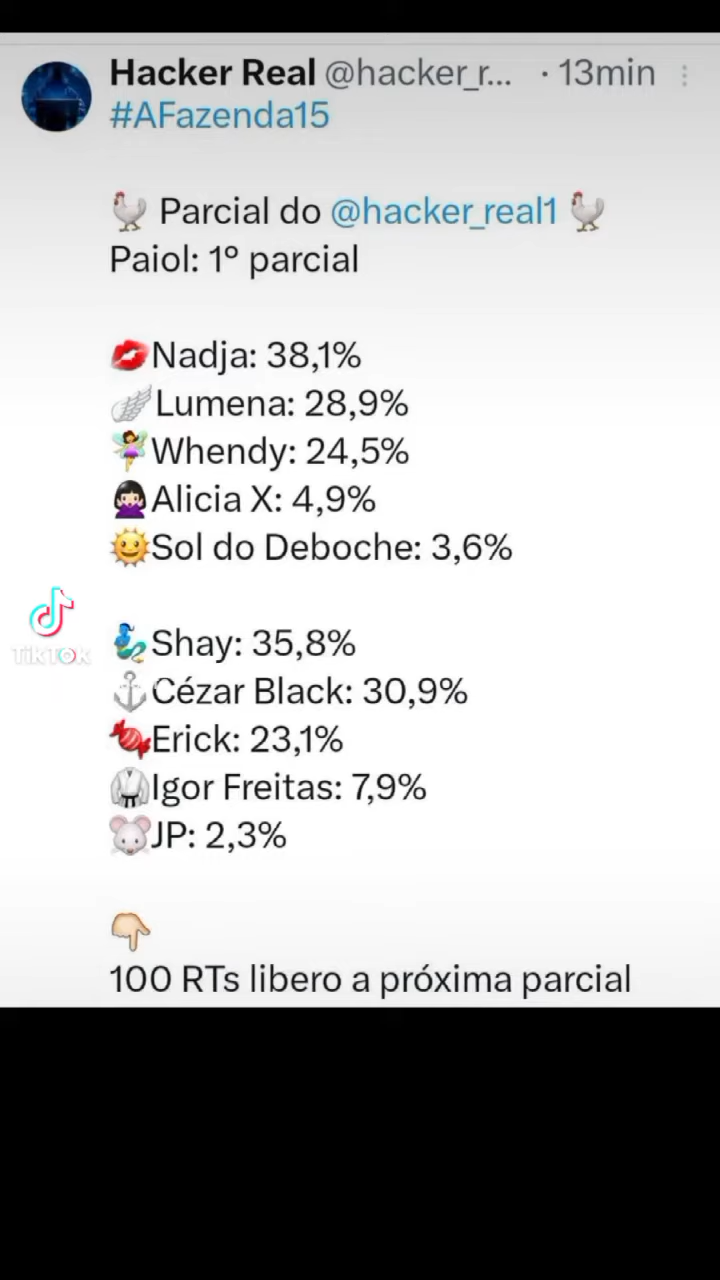 Hacker Real @hacker_r... · 13min
#AFazenda15
🐓 Parcial do @hacker_real1 🐓
Paiol: 1º parcial
💋Nadja: 38,1%
🪽Lumena: 28,9%
🧚🏻‍♀️Whendy: 24,5%
🙅🏻‍♀️Alicia X: 4,9%
🌞Sol do Deboche: 3,6%
TikTok
🧞‍♂️Shay: 35,8%
⚓Cézar Black: 30,9%
🍬Erick: 23,1%
🥋Igor Freitas: 7,9%
🐭JP: 2,3%
👇🏻
100 RTs libero a próxima parcial